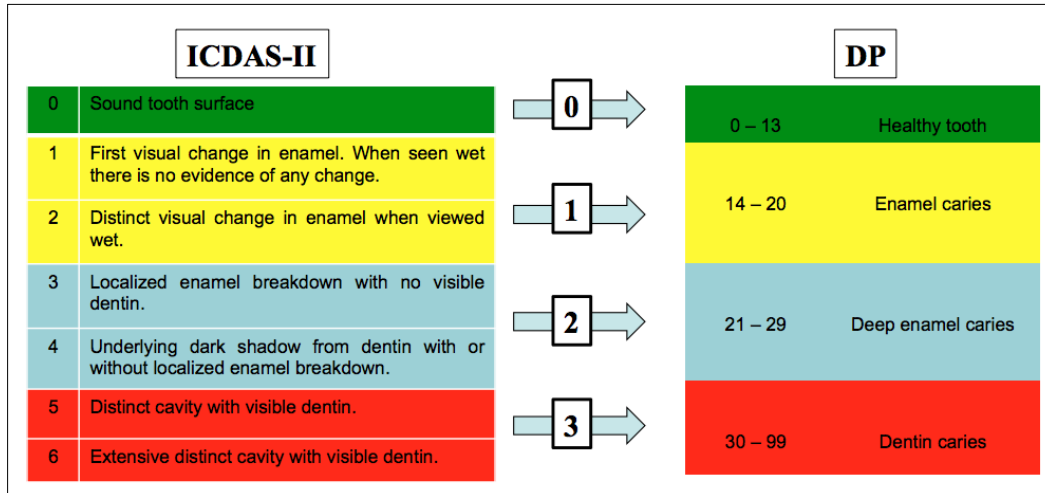 ICDAS-II
DP
0 Sound tooth surface
1 First visual change in enamel. When seen wet
there is no evidence of any change.
2 Distinct visual change in enamel when viewed
wet.
3 Localized enamel breakdown with no visible
dentin.
4 Underlying dark shadow from dentin with or
without localized enamel breakdown.
5 Distinct cavity with visible dentin.
6 Extensive distinct cavity with visible dentin.
0
1
2
3
0 – 13 Healthy tooth
14 – 20 Enamel caries
21 – 29 Deep enamel caries
30 – 99 Dentin caries